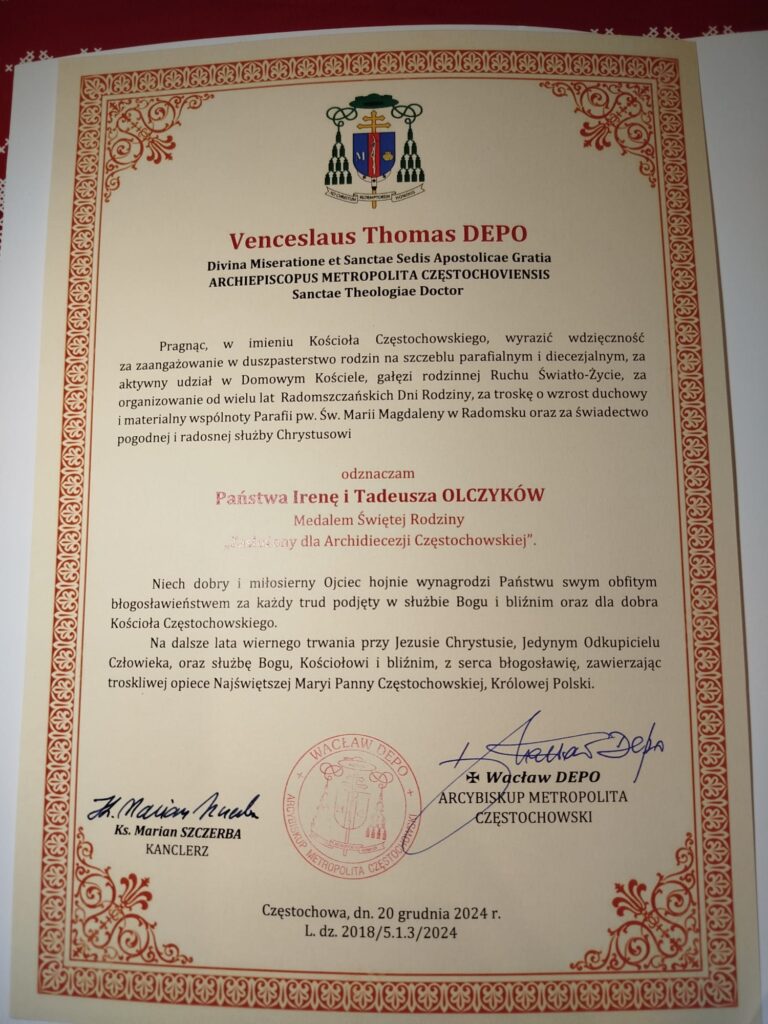 Venceslaus Thomas DEPO
Divina Miseratione et Sanctae Sedis Apostolicae Gratia
ARCHIEPISCOPUS METROPOLITA CZĘSTOCHOVIENSIS
Sanctae Theologiae Doctor
Pragnąc, w imieniu Kościoła Częstochowskiego, wyrazić wdzięczność
za zaangażowanie w duszpasterstwo rodzin na szczeblu parafialnym i diecezjalnym, za
aktywny udział w Domowym Kościele, gałęzi rodzinnej Ruchu Światło-Życie, za
organizowanie od wielu lat Radomszczańskich Dni Rodziny, za troskę o wzrost duchowy
i materialny wspólnoty Parafii pw. Św. Marii Magdaleny w Radomsku oraz za świadectwo
pogodnej i radosnej służby Chrystusowi
odznaczam
Państwa Irenę i Tadeusza OLCZYKÓW
Medalem Świętej Rodziny
dla Archidiecezji Częstochowskiej”.
Niech dobry i miłosierny Ojciec hojnie wynagrodzi Państwu swym obfitym
błogosławieństwem za każdy trud podjęty w służbie Bogu i bliźnim oraz dla dobra
Kościoła Częstochowskiego.
Na dalsze lata wiernego trwania przy Jezusie Chrystusie, Jedynym Odkupicielu
Człowieka, oraz służbę Bogu, Kościołowi i bliźnim, z serca błogosławię, zawierzając
troskliwej opiece Najświętszej Maryi Panny Częstochowskiej, Królowej Polski.
+ WACŁAW DEPO +
ARCYBISKUP METROPOLITA CZĘSTOCHOWSKI
Wacław Depo
✠ Wacław DEPO
ARCYBISKUP METROPOLITA
CZĘSTOCHOWSKI
Ks. Marian Szczerba
Ks. Marian SZCZERBA
KANCLERZ
Częstochowa, dn. 20 grudnia 2024 r.
L. dz. 2018/5.1.3/2024